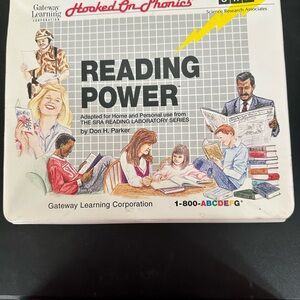 Gateway
Learning
CORPORATION
Hooked On Phonics®
Science Research Associates
READING
POWER
Adapted for Home and Personal use from
THE SRA READING LABORATORY SERIES
by Don H. Parker
Gateway Learning Corporation
1-800-ABCDEFG